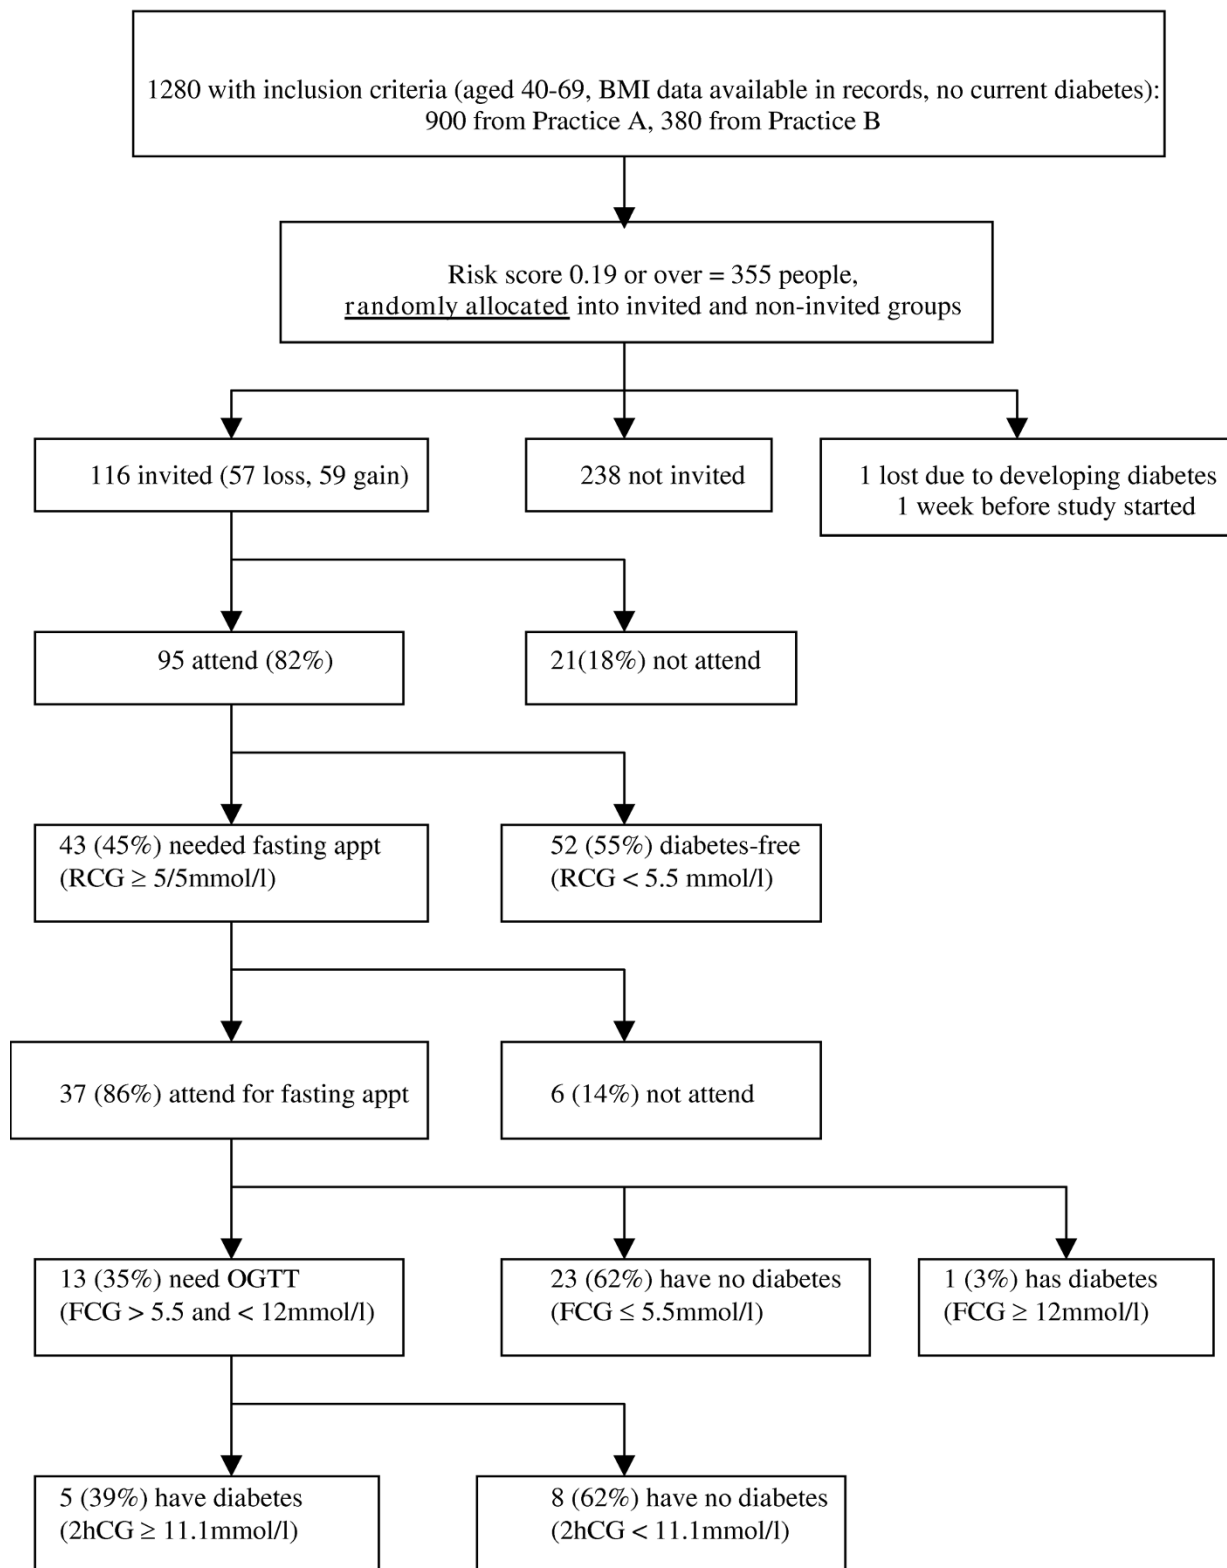 1280 with inclusion criteria (aged 40-69, BMI data available in records, no current diabetes):
900 from Practice A, 380 from Practice B
Risk score 0.19 or over = 355 people,
randomly allocated into invited and non-invited groups
116 invited (57 loss, 59 gain)
238 not invited
1 lost due to developing diabetes
1 week before study started
95 attend (82%)
21(18%) not attend
43 (45%) needed fasting appt
(RCG ≥ 5/5mmol/l)
52 (55%) diabetes-free
(RCG < 5.5 mmol/l)
37 (86%) attend for fasting appt
6 (14%) not attend
13 (35%) need OGTT
(FCG > 5.5 and < 12mmol/l)
23 (62%) have no diabetes
(FCG ≤ 5.5mmol/l)
1 (3%) has diabetes
(FCG ≥ 12mmol/l)
5 (39%) have diabetes
(2hCG ≥ 11.1mmol/l)
8 (62%) have no diabetes
(2hCG < 11.1mmol/l)